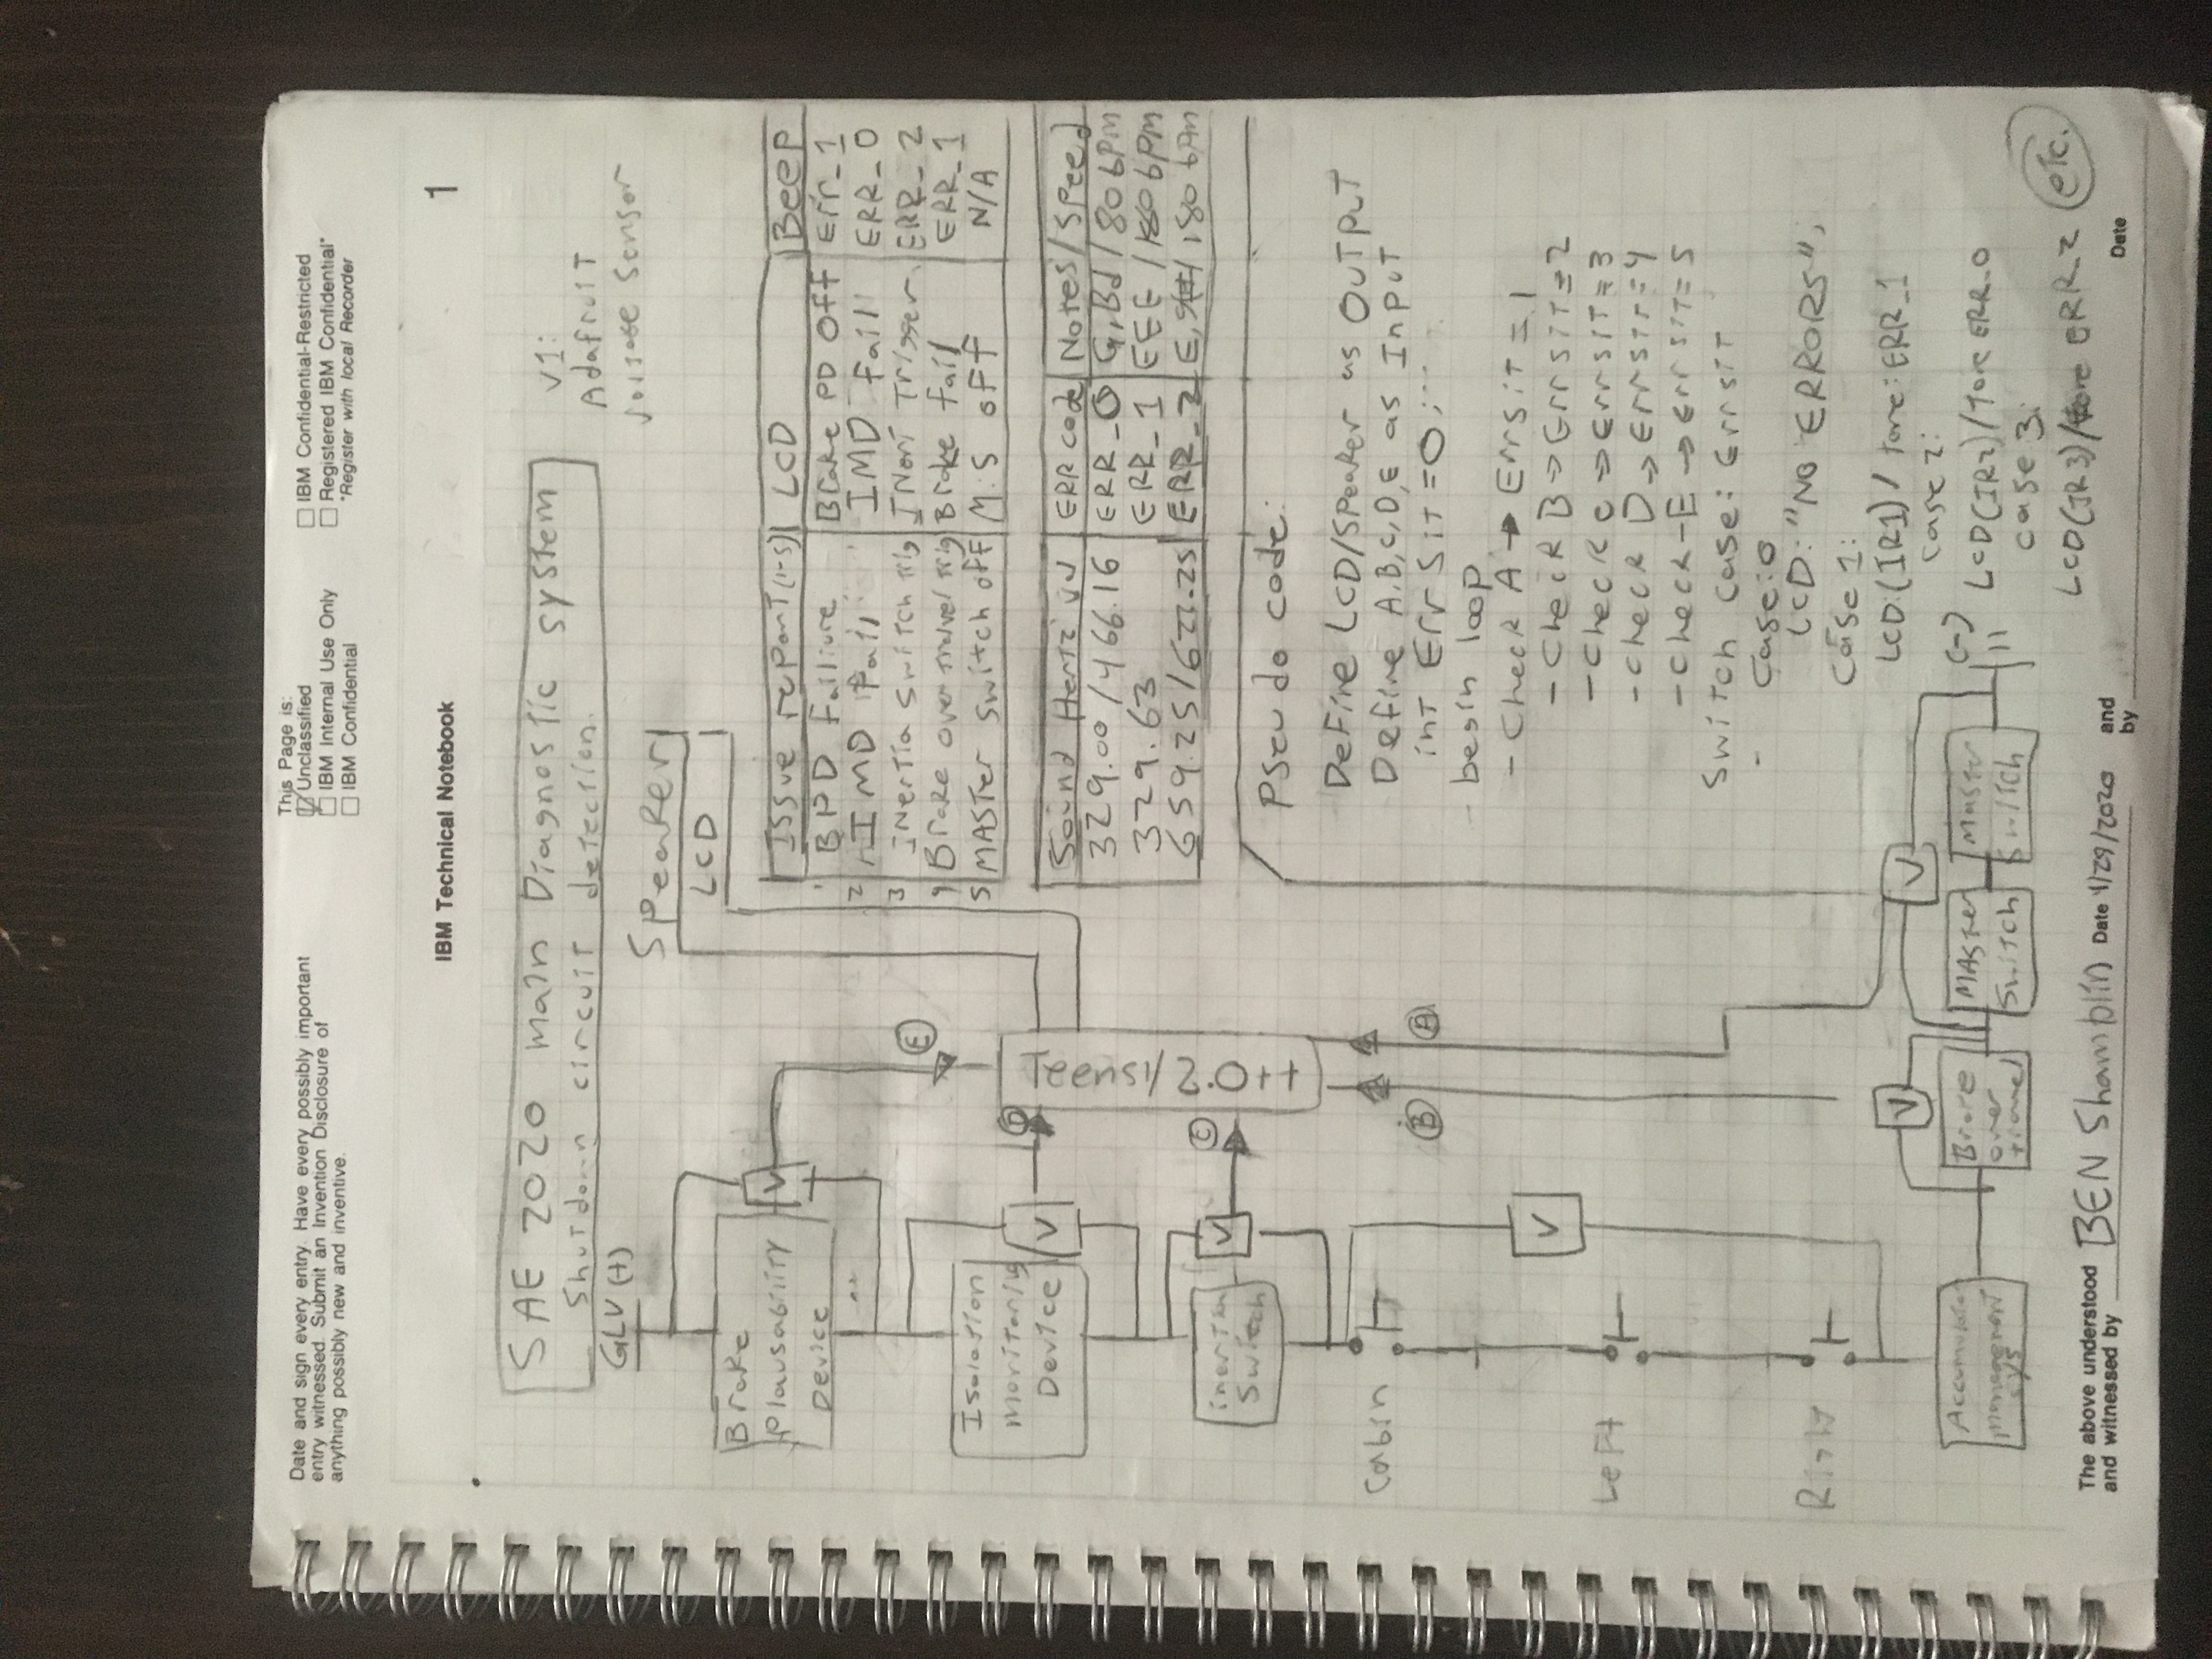 Date and sign every entry. Have every possibly important
entry witnessed. Submit an Invention Disclosure of
anything possibly new and inventive.
This Page is:
Unclassified
IBM Internal Use Only
IBM Confidential
IBM Confidential-Restricted
Registered IBM Confidential*
*Register with local Recorder
IBM Technical Notebook
1
SAE 2020 main Diagnostic system
Shutdown circuit detection.
V1:
Adafruit
Sensor
GLV (+)
Speaker
LCD
Brake
Plausability
Device
V
E
Isolation
Monitoring
Device
V
D
Teensy 2.0++
inertia
Switch
V
C
Cabin
B
A
V
Left
Right
V
V
Accumulator
management
sys
Brake
over
travel
MASter
Switch
Master
Switch
(-)
Issue report (1-5) LCD Beep
1 BPD Failiure Brake PD Off Err_1
2 IMD Fail IMD fail ERR_0
3 INertia Switch trig INert Trigger. ERR_2
4 Brake over travel trig Brake fail ERR_1
5 MASTer Switch off M.S off N/A
Sound Hertz ERR code Notes/Speed
329.00/466.16 ERR_0 G,Bd/80 bpm
329.63 ERR_1 EEE/180 bpm
659.25/622.25 ERR_2 E, 180 bpm
Pseudo code:
Define LCD/Speaker as OUTPUT
Define A,B,C,D,E as InPUT
int ErrSit=0;
begin loop
- Check A → Errsit=1
- Check B → Errsit=2
- Check C → Errsit=3
- Check D → Errsit=4
- Check-E → Errsit=5
Switch case: Errsit
- Case:0
LCD: "NO ERRORS";
Case 1:
LCD:(IR1)/ Tone: ERR_1
case 2:
LCD(IR2)/Tone ERR_0
case 3:
LCD(IR3)/Tone ERR_2
etc.
The above understood
and witnessed by BEN Shamblin Date 4/29/2020 and
by
Date